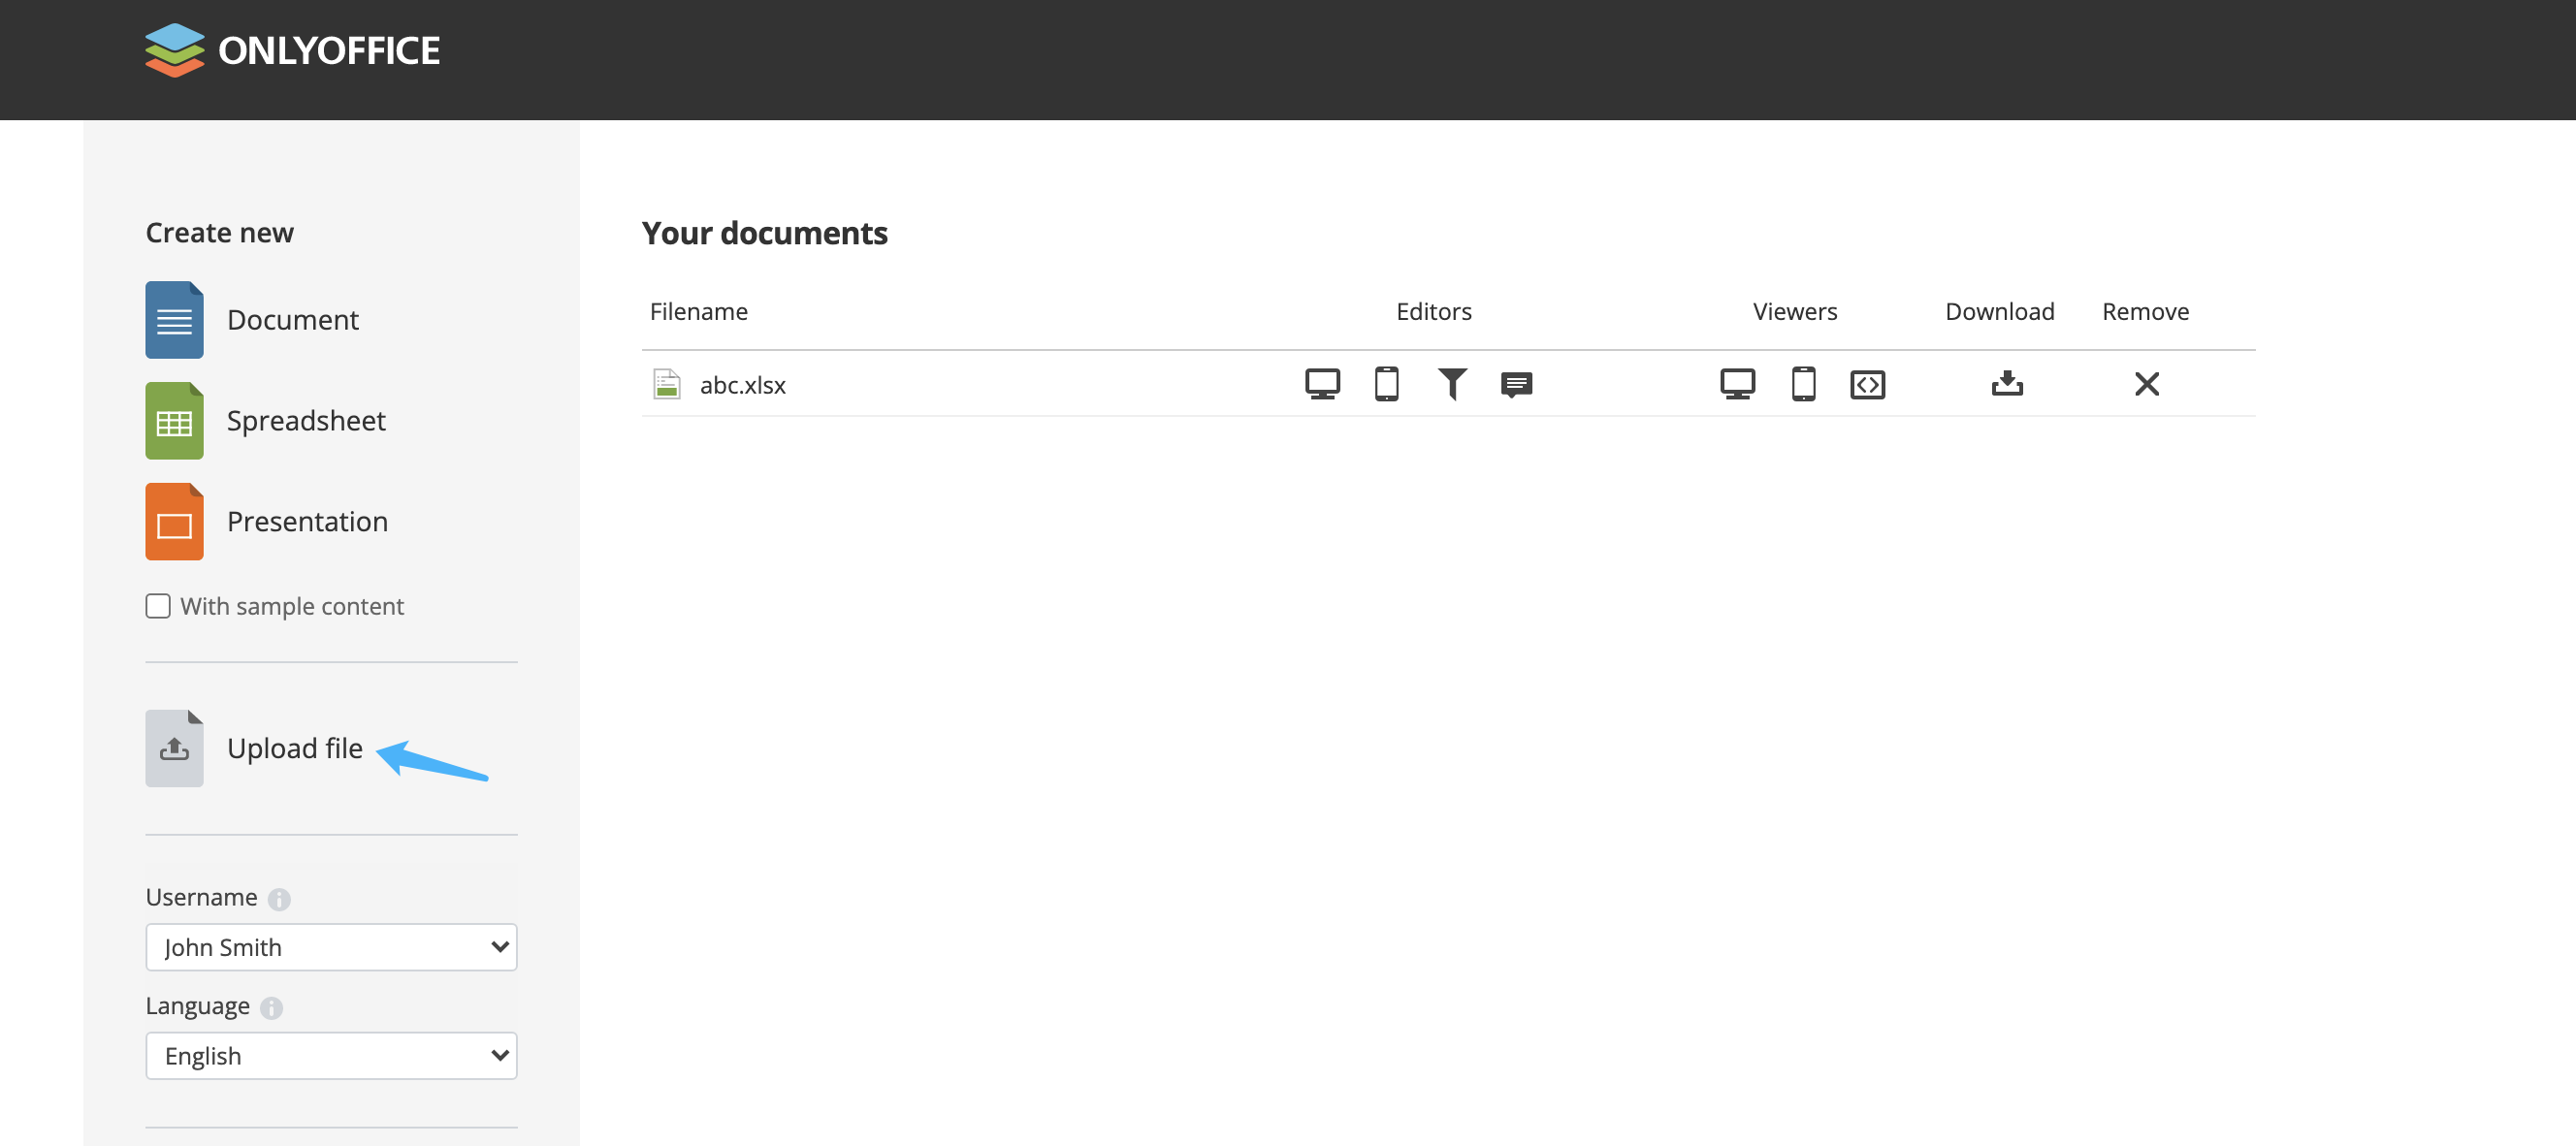 ONLYOFFICE
Create new
Document
Spreadsheet
Presentation
With sample content
Upload file
Username
John Smith
Language
English
Your documents
Filename Editors Viewers Download Remove
abc.xlsx